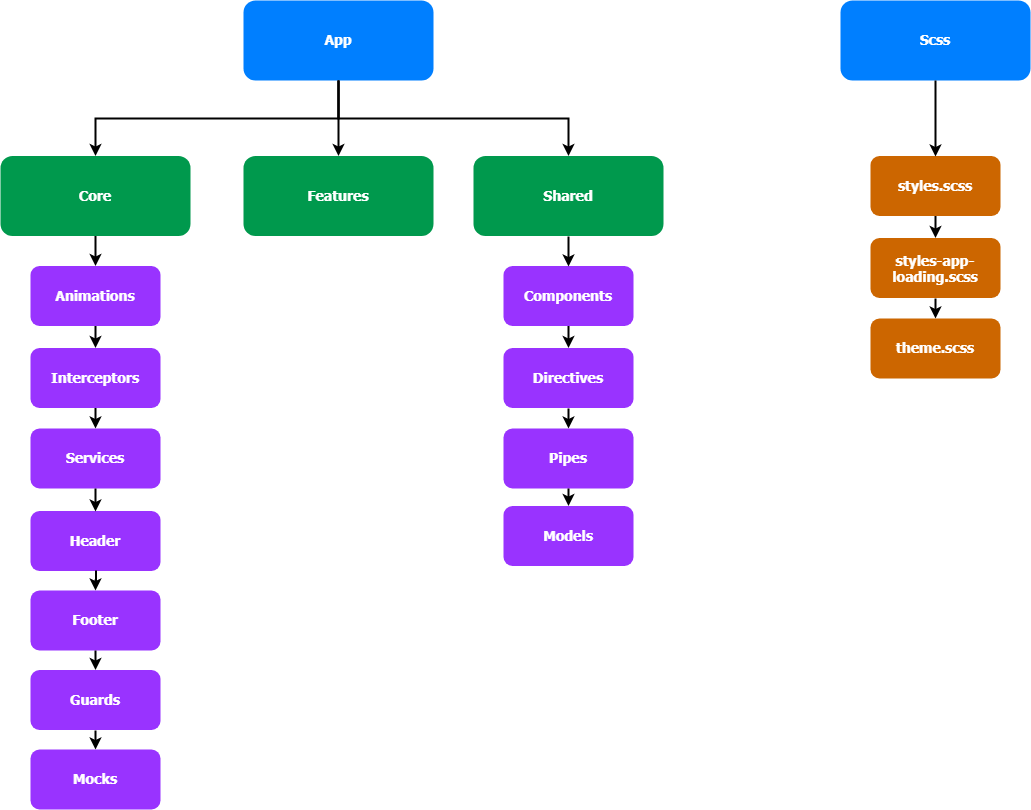 App
Scss
Core
Features
Shared
styles.scss
styles-app-
loading.scss
theme.scss
Animations
Interceptors
Services
Header
Footer
Guards
Mocks
Components
Directives
Pipes
Models